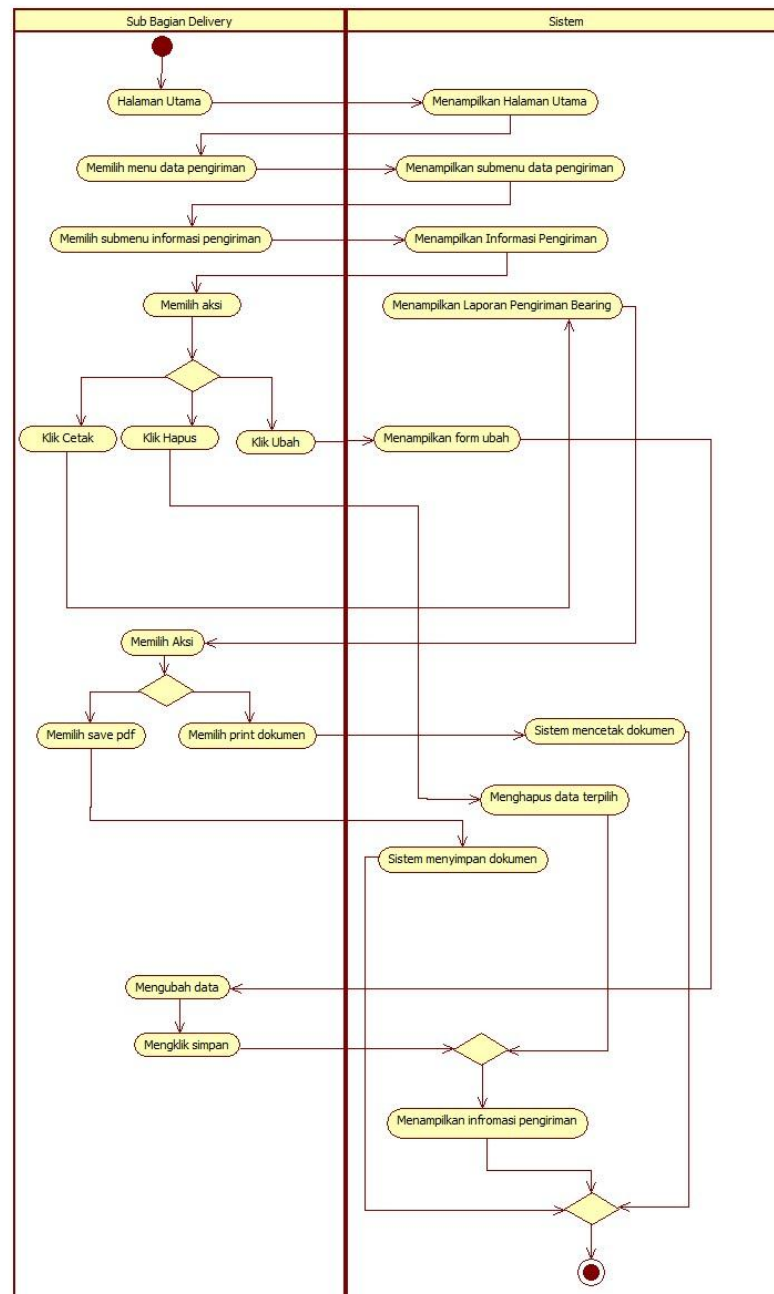 Sub Bagian Delivery
Sistem
Halaman Utama
Menampilkan Halaman Utama
Memilih menu data pengiriman
Menampilkan submenu data pengiriman
Memilih submenu informasi pengiriman
Menampilkan Informasi Pengiriman
Memilih aksi
Menampilkan Laporan Pengiriman Bearing
Klik Cetak
Klik Hapus
Klik Ubah
Menampilkan form ubah
Memilih Aksi
Memilih save pdf
Memilih print dokumen
Sistem mencetak dokumen
Menghapus data terpilih
Sistem menyimpan dokumen
Mengubah data
Mengklik simpan
Menampilkan infromasi pengiriman